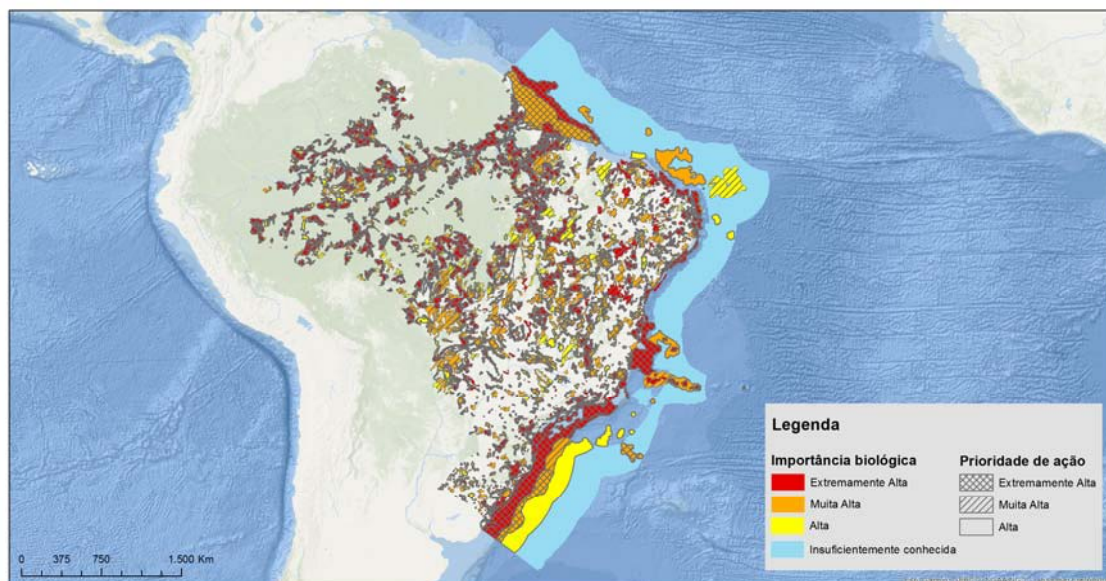 Legenda
Importância biológica
Prioridade de ação
Extremamente Alta
Extremamente Alta
Muita Alta
Muita Alta
Alta
Alta
Insuficientemente conhecida
0 375 750 1.500 Km